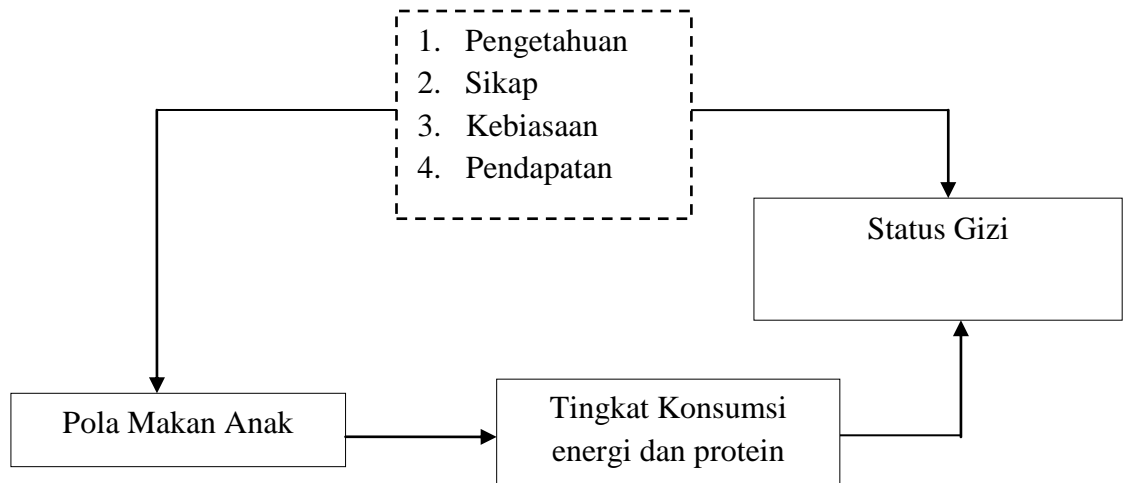 1. Pengetahuan
2. Sikap
3. Kebiasaan
4. Pendapatan
Status Gizi
Pola Makan Anak
Tingkat Konsumsi
energi dan protein